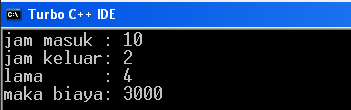 C:\ Turbo C++ IDE
jam masuk : 10
jam keluar: 2
lama      : 4
maka biaya: 3000